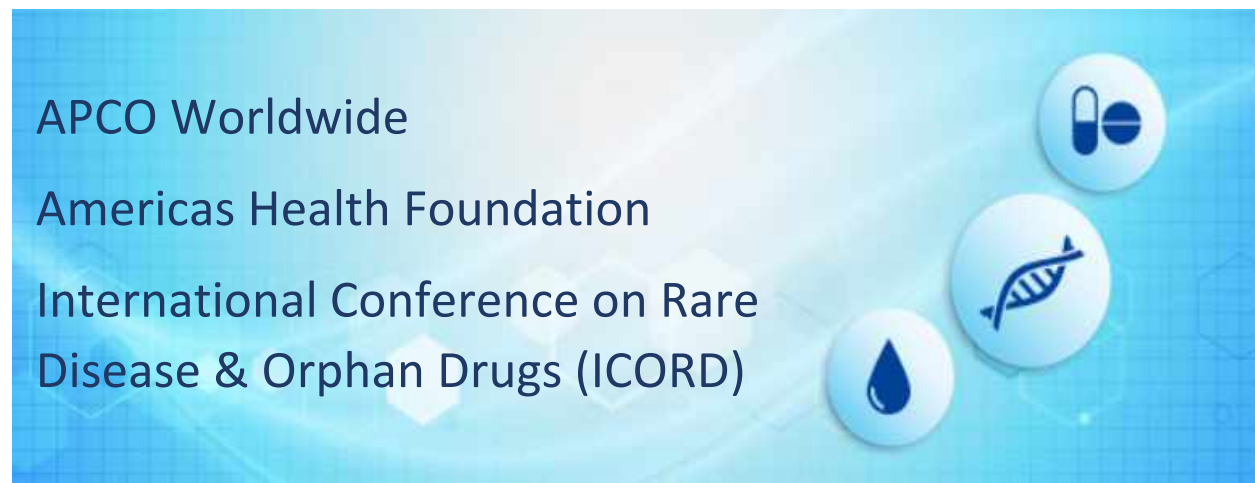 APCO Worldwide
Americas Health Foundation
International Conference on Rare
Disease & Orphan Drugs (ICORD)